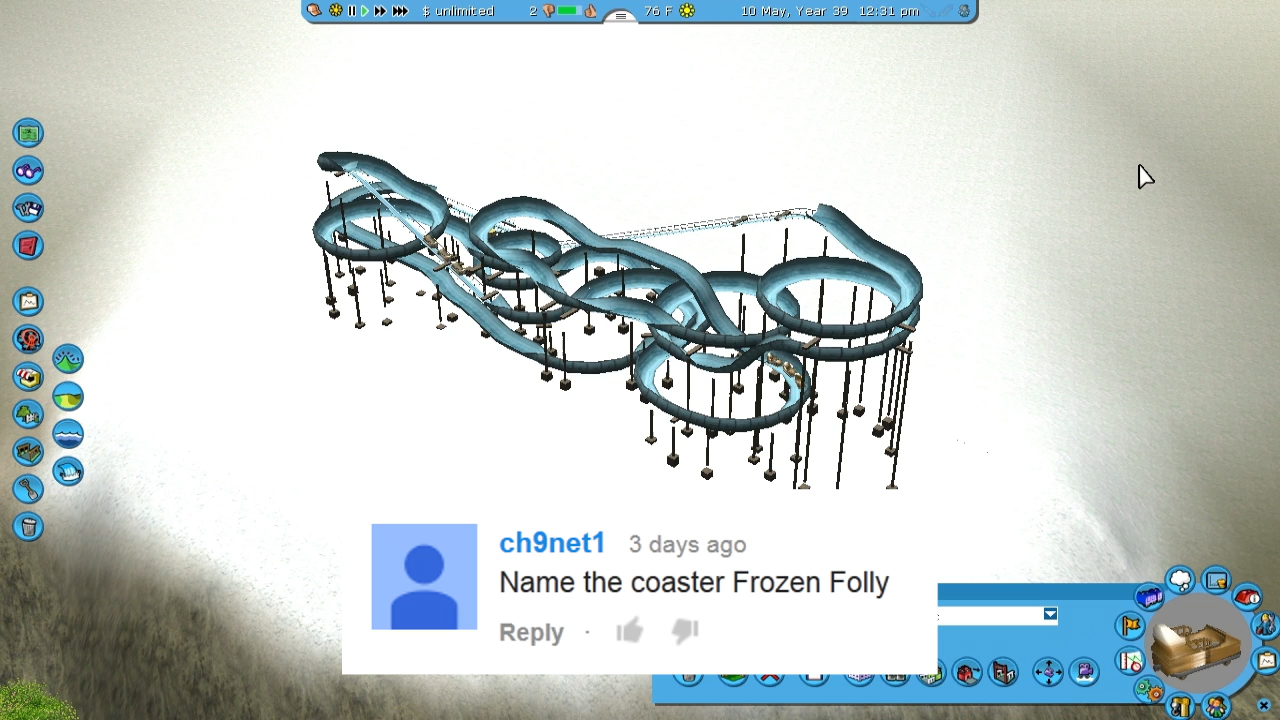 $ unlimited 2 76 F 10 May, Year 39 12:31 pm
ch9net1 3 days ago
Name the coaster Frozen Folly
Reply ·